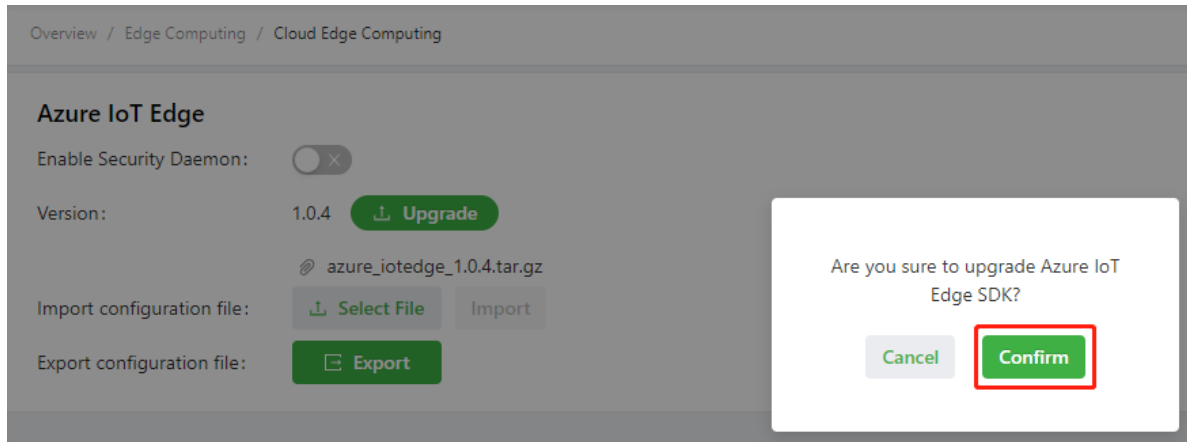 Overview / Edge Computing / Cloud Edge Computing
Azure IoT Edge
Enable Security Daemon:
Version: 1.0.4 Upgrade
azure_iotedge_1.0.4.tar.gz
Import configuration file: Select File Import
Export configuration file: Export
Are you sure to upgrade Azure IoT
Edge SDK?
Cancel Confirm